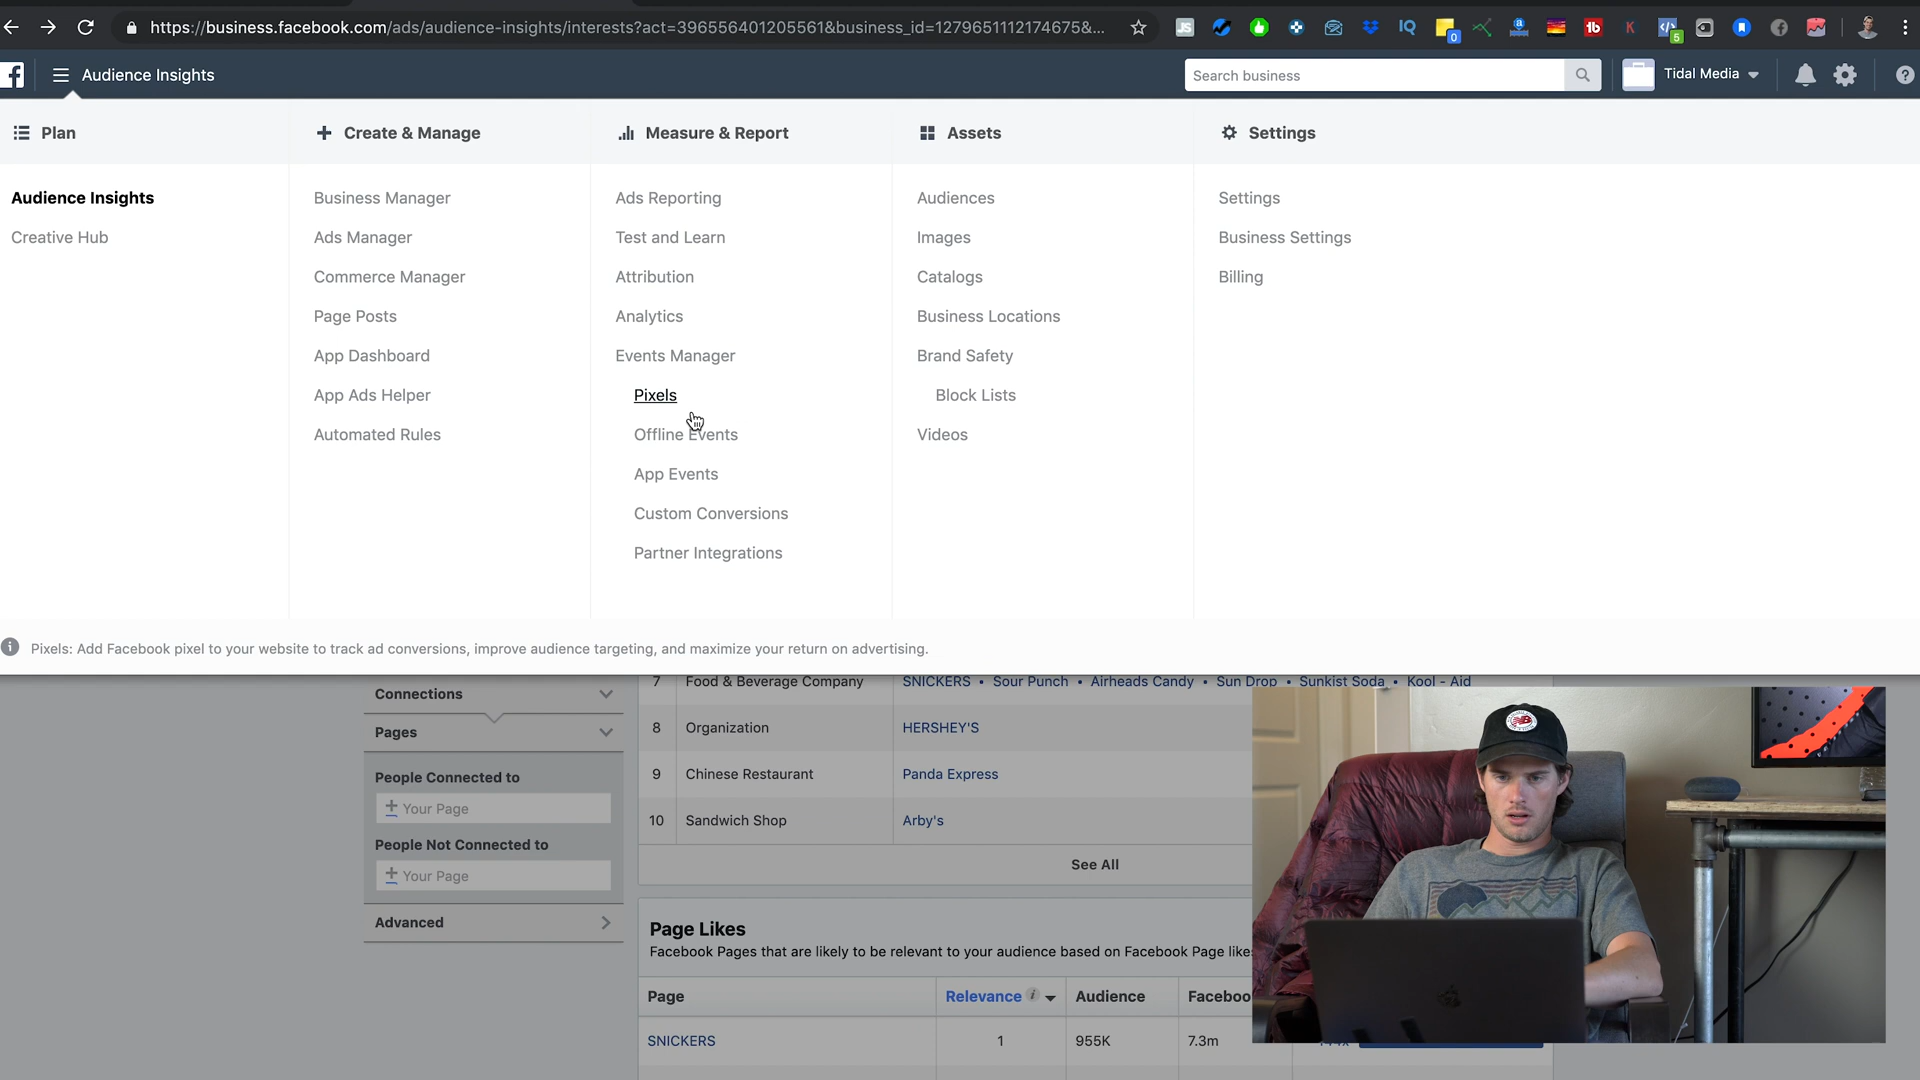 https://business.facebook.com/ads/audience-insights/interests?act=396556401205561&business_id=1279651112174675&...
JS
IQ
0
a
tb
K
5
Audience Insights
Search business
Tidal Media
Plan
Create & Manage
Measure & Report
Assets
Settings
Audience Insights
Business Manager
Ads Reporting
Audiences
Settings
Creative Hub
Ads Manager
Test and Learn
Images
Business Settings
Commerce Manager
Attribution
Catalogs
Billing
Page Posts
Analytics
Business Locations
App Dashboard
Events Manager
Brand Safety
App Ads Helper
Pixels
Block Lists
Automated Rules
Offline Events
Videos
App Events
Custom Conversions
Partner Integrations
Pixels: Add Facebook pixel to your website to track ad conversions, improve audience targeting, and maximize your return on advertising.
Connections
7 Food & Beverage Company SNICKERS • Sour Punch • Airheads Candy • Sun Drop • Sunkist Soda • Kool - Aid
Pages
8 Organization HERSHEY'S
People Connected to
9 Chinese Restaurant Panda Express
Your Page
10 Sandwich Shop Arby's
People Not Connected to
See All
Your Page
Advanced
Page Likes
Facebook Pages that are likely to be relevant to your audience based on Facebook Page like
Page Relevance Audience Faceboo
SNICKERS 1 955K 7.3m